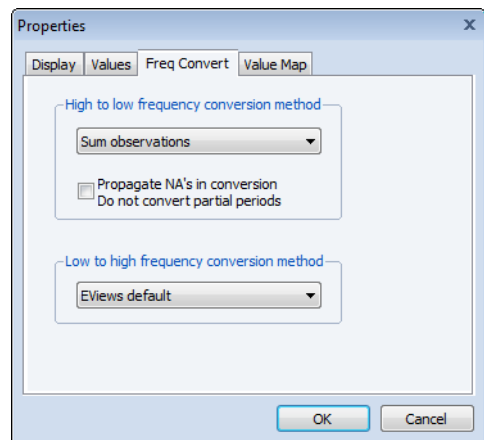 Properties
x
Display Values Freq Convert Value Map
High to low frequency conversion method
Sum observations
Propagate NA's in conversion
Do not convert partial periods
Low to high frequency conversion method
EViews default
OK Cancel